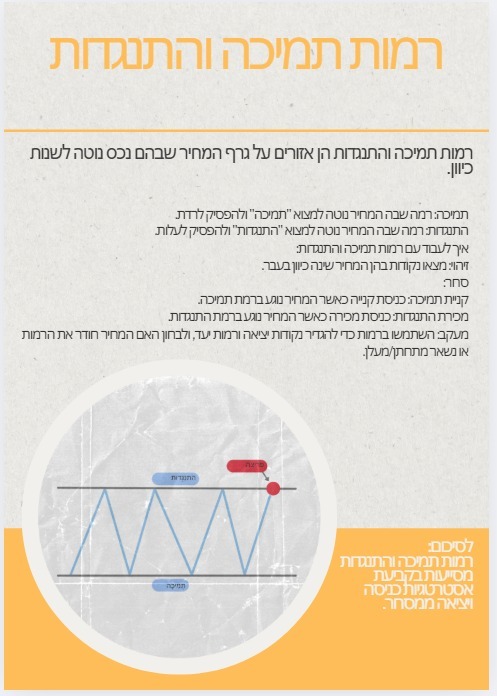 רמות תמיכה והתנגדות
רמות תמיכה והתנגדות הן אזורים על גרף המחיר שבהם נכס נוטה לשנות
כיוון.
תמיכה: רמה שבה המחיר נוטה למצוא "תמיכה" ולהפסיק לרדת.
התנגדות: רמה שבה המחיר נוטה למצוא "התנגדות" ולהפסיק לעלות.
איך לעבוד עם רמות תמיכה והתנגדות:
זיהוי: מצאו נקודות בהן המחיר שינה כיוון בעבר.
סחר:
קניית תמיכה: כניסת קנייה כאשר המחיר נוגע ברמת תמיכה.
מכירת התנגדות: כניסת מכירה כאשר המחיר נוגע ברמת התנגדות.
מעקב: השתמשו ברמות כדי להגדיר נקודות יציאה ורמות יעד, ולבחון האם המחיר חודר את הרמות
או נשאר מתחתן/מעלן.
פריצה
התנגדות
תמיכה
לסיכום:
רמות תמיכה והתנגדות
מסייעות בקביעת
אסטרטגיות כניסה
ויציאה ממסחר.